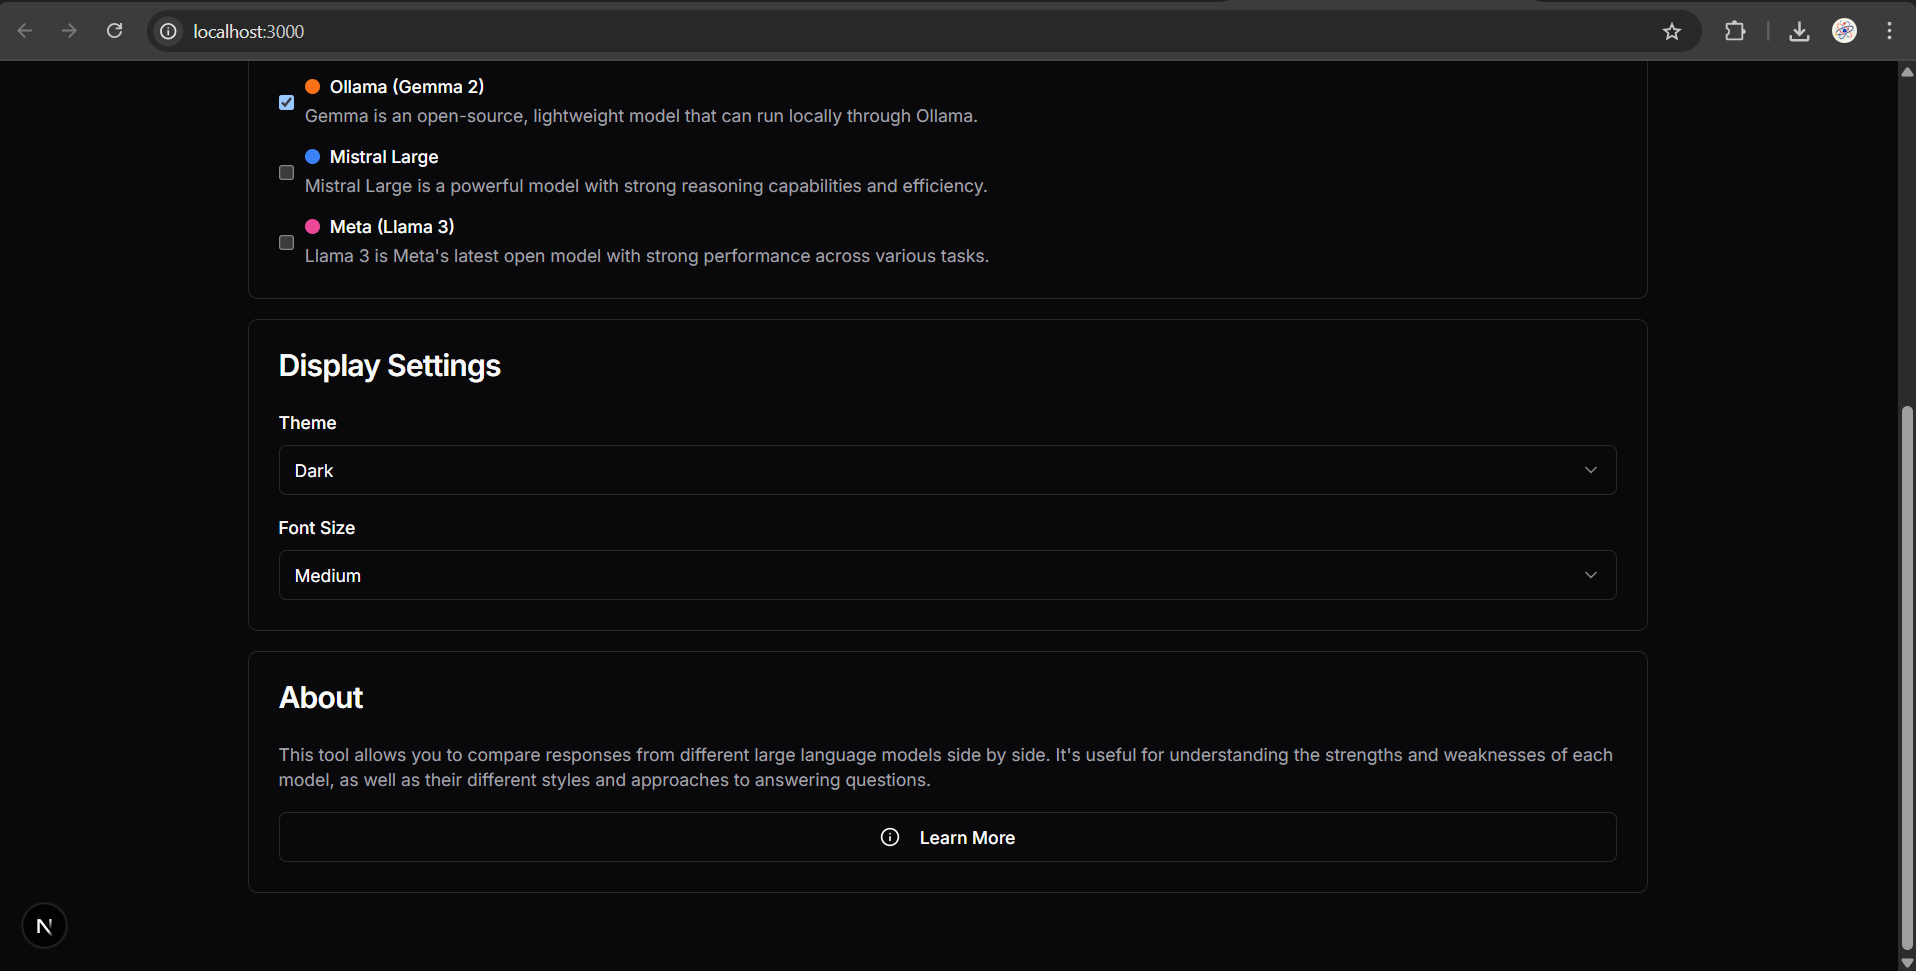 localhost:3000
Ollama (Gemma 2)
Gemma is an open-source, lightweight model that can run locally through Ollama.
Mistral Large
Mistral Large is a powerful model with strong reasoning capabilities and efficiency.
Meta (Llama 3)
Llama 3 is Meta's latest open model with strong performance across various tasks.
Display Settings
Theme
Dark
Font Size
Medium
About
This tool allows you to compare responses from different large language models side by side. It's useful for understanding the strengths and weaknesses of each
model, as well as their different styles and approaches to answering questions.
Learn More
N